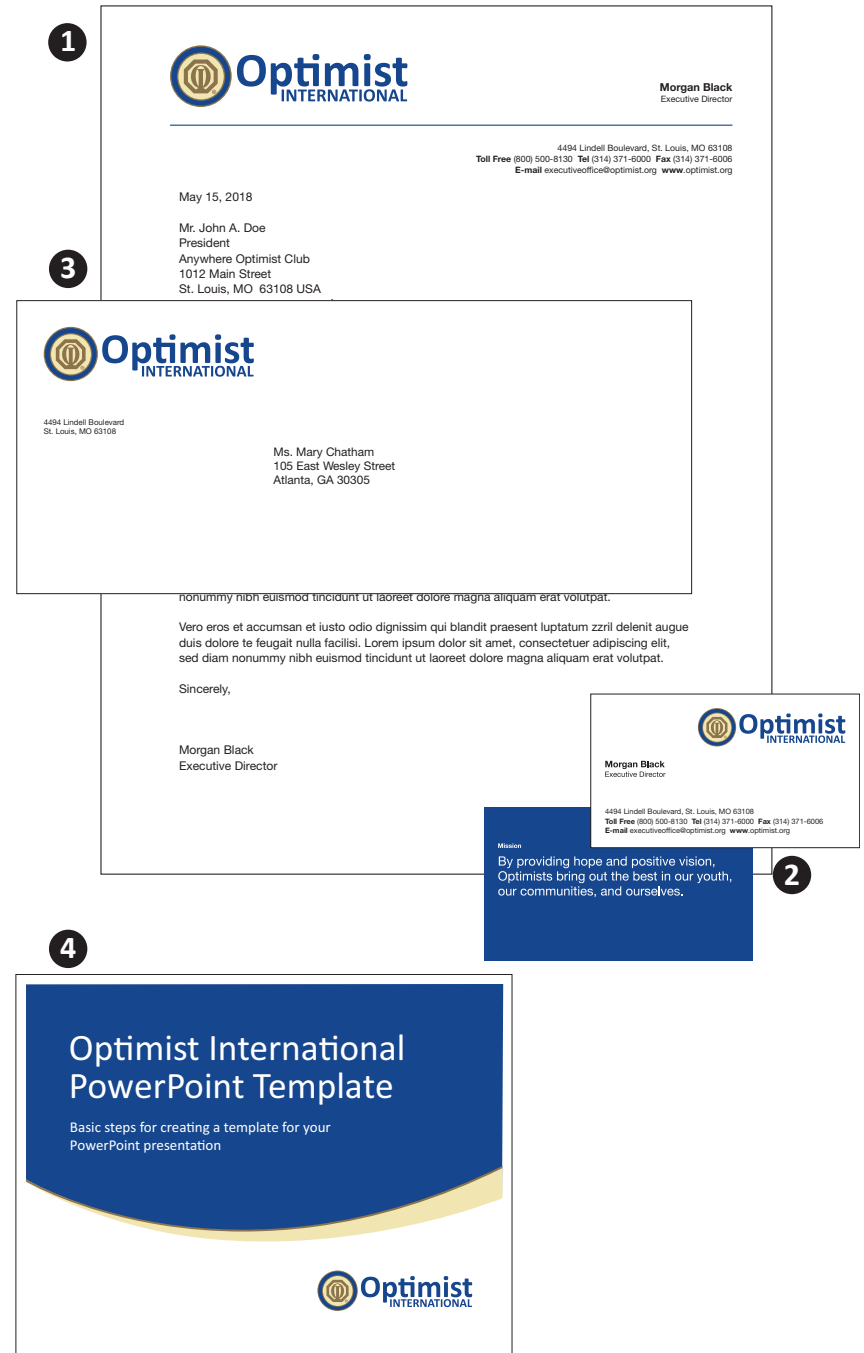 1
Optimist
INTERNATIONAL
Morgan Black
Executive Director
4494 Lindell Boulevard, St. Louis, MO 63108
Toll Free (800) 500-8130  Tel (314) 371-6000  Fax (314) 371-6006
E-mail executiveoffice@optimist.org  www.optimist.org
May 15, 2018
Mr. John A. Doe
President
Anywhere Optimist Club
1012 Main Street
St. Louis, MO  63108 USA
3
Optimist
INTERNATIONAL
4494 Lindell Boulevard
St. Louis, MO 63108
Ms. Mary Chatham
105 East Wesley Street
Atlanta, GA 30305
nonummy nibh euismod tincidunt ut laoreet dolore magna aliquam erat volutpat.
Vero eros et accumsan et iusto odio dignissim qui blandit praesent luptatum zzril delenit augue
duis dolore te feugait nulla facilisi. Lorem ipsum dolor sit amet, consectetuer adipiscing elit,
sed diam nonummy nibh euismod tincidunt ut laoreet dolore magna aliquam erat volutpat.
Sincerely,
Morgan Black
Executive Director
Optimist
INTERNATIONAL
Morgan Black
Executive Director
4494 Lindell Boulevard, St. Louis, MO 63108
Toll Free (800) 500-8130  Tel (314) 371-6000  Fax (314) 371-6006
E-mail executiveoffice@optimist.org  www.optimist.org
2
Mission
By providing hope and positive vision,
Optimists bring out the best in our youth,
our communities, and ourselves.
4
Optimist International
PowerPoint Template
Basic steps for creating a template for your
PowerPoint presentation
Optimist
INTERNATIONAL